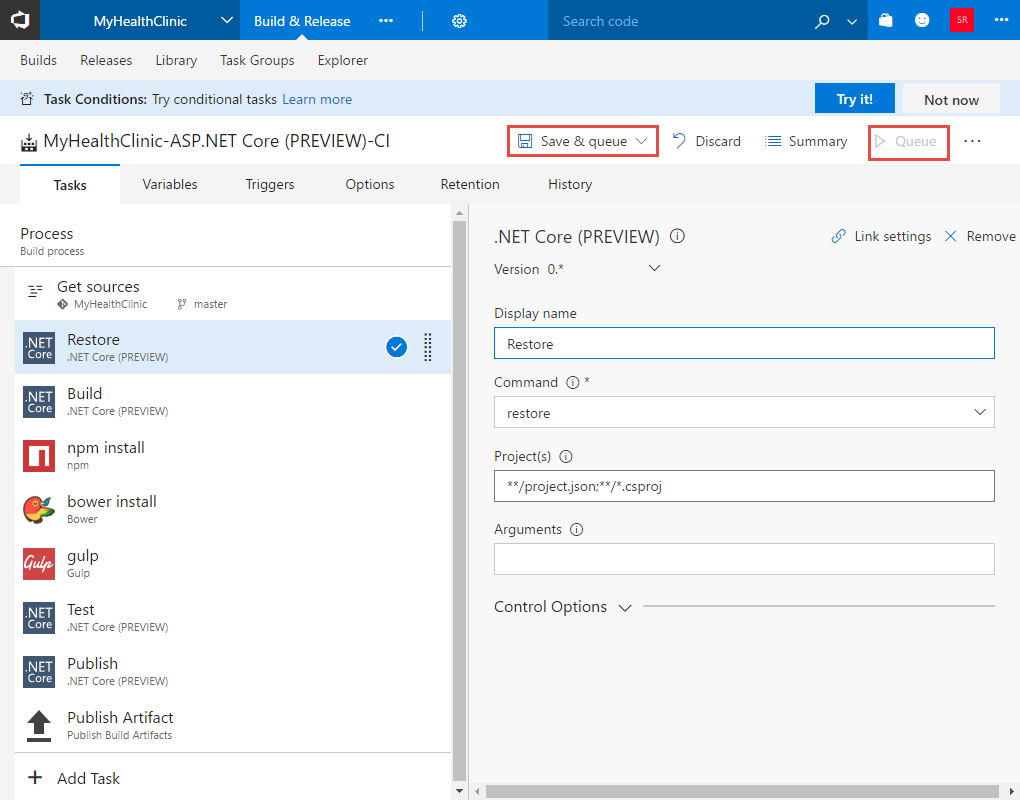 MyHealthClinic
Build & Release
Search code
SR
Builds Releases Library Task Groups Explorer
Task Conditions: Try conditional tasks Learn more Try it! Not now
MyHealthClinic-ASP.NET Core (PREVIEW)-CI Save & queue Discard Summary Queue
Tasks Variables Triggers Options Retention History
Process
Build process
Get sources
MyHealthClinic master
.NET Core
Restore
.NET Core (PREVIEW)
.NET Core
Build
.NET Core (PREVIEW)
npm install
npm
bower install
Bower
Gulp
gulp
Gulp
.NET Core
Test
.NET Core (PREVIEW)
.NET Core
Publish
.NET Core (PREVIEW)
Publish Artifact
Publish Build Artifacts
+ Add Task
.NET Core (PREVIEW) Link settings Remove
Version 0.*
Display name
Restore
Command *
restore
Project(s)
**/project.json;**/*.csproj
Arguments
Control Options